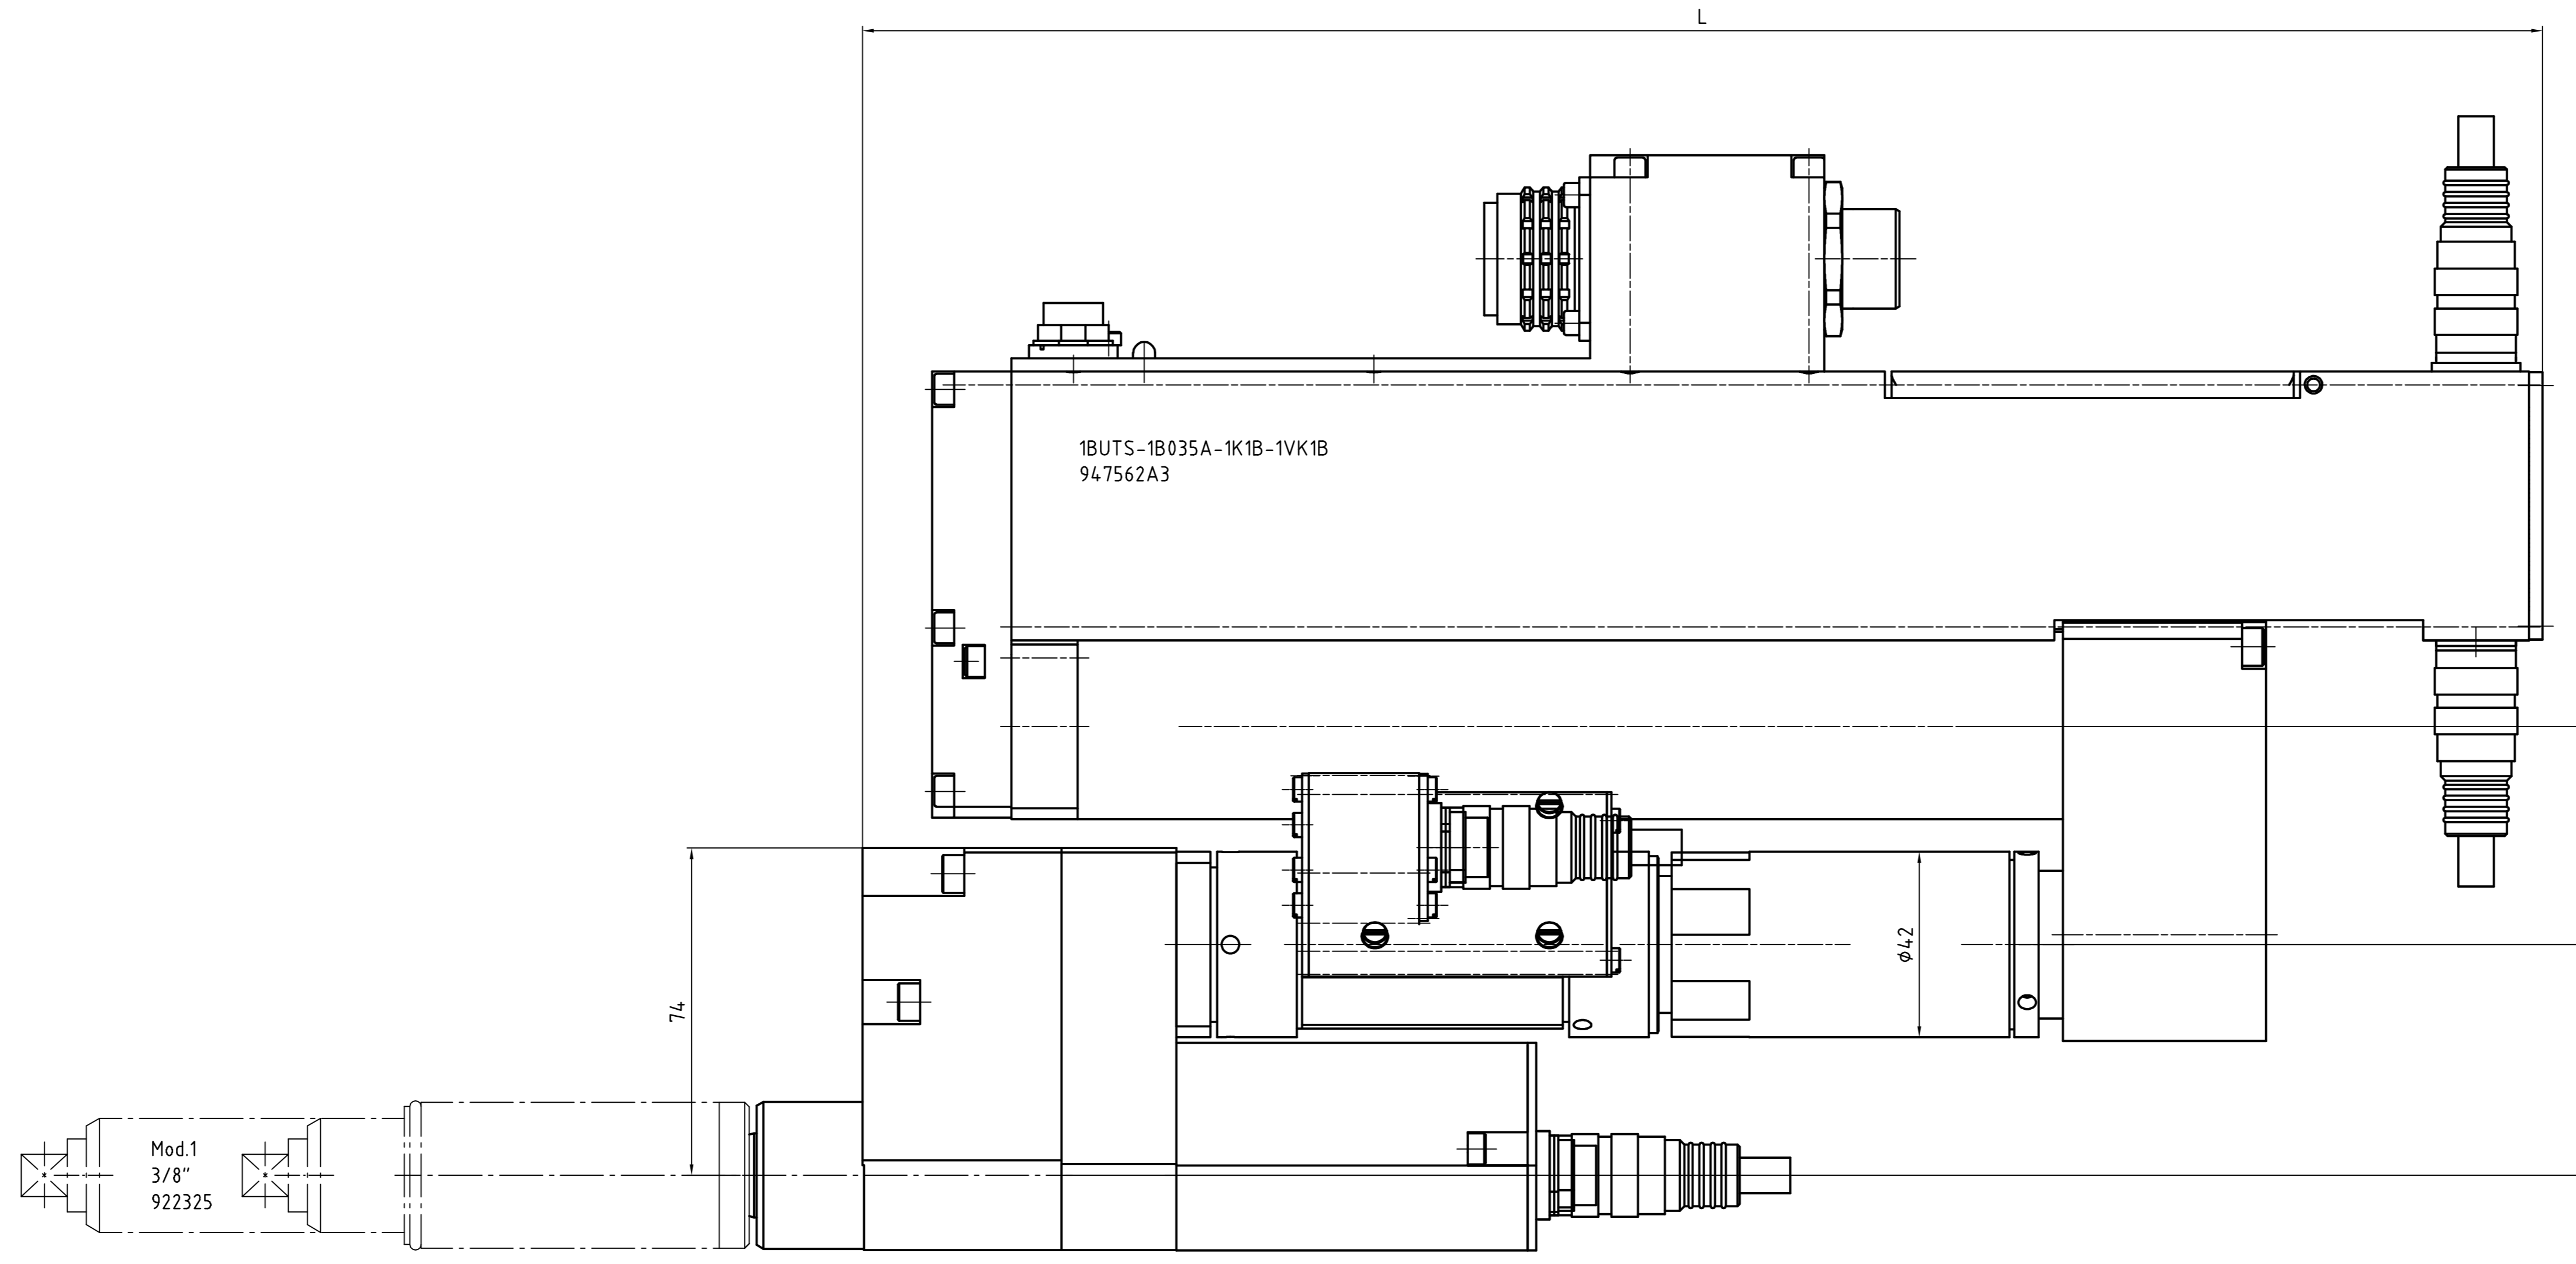 L
1BUTS-1B035A-1K1B-1VK1B
947562A3
φ42
74
Mod.1
3/8"
922325